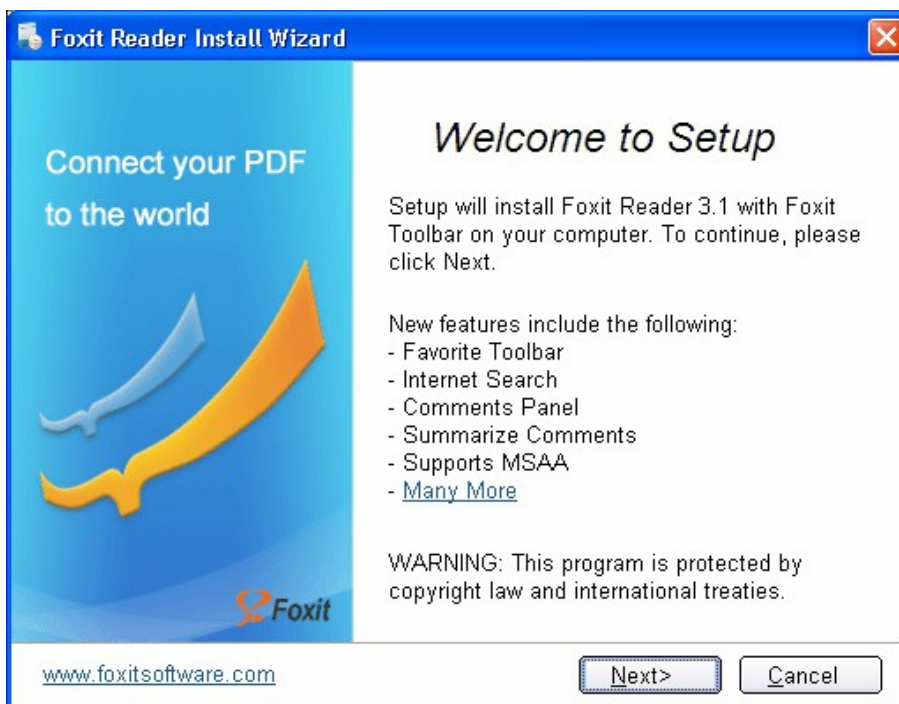 Foxit Reader Install Wizard
Connect your PDF
to the world
Welcome to Setup
Setup will install Foxit Reader 3.1 with Foxit
Toolbar on your computer. To continue, please
click Next.
New features include the following:
- Favorite Toolbar
- Internet Search
- Comments Panel
- Summarize Comments
- Supports MSAA
- Many More
WARNING: This program is protected by
copyright law and international treaties.
Foxit
www.foxitsoftware.com
Next>
Cancel